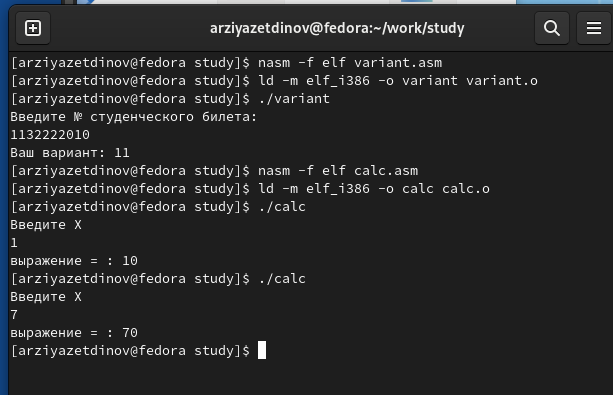 arziyazetdinov@fedora:~/work/study
[arziyazetdinov@fedora study]$ nasm -f elf variant.asm
[arziyazetdinov@fedora study]$ ld -m elf_i386 -o variant variant.o
[arziyazetdinov@fedora study]$ ./variant
Введите № студенческого билета:
1132222010
Ваш вариант: 11
[arziyazetdinov@fedora study]$ nasm -f elf calc.asm
[arziyazetdinov@fedora study]$ ld -m elf_i386 -o calc calc.o
[arziyazetdinov@fedora study]$ ./calc
Введите X
1
выражение = : 10
[arziyazetdinov@fedora study]$ ./calc
Введите X
7
выражение = : 70
[arziyazetdinov@fedora study]$